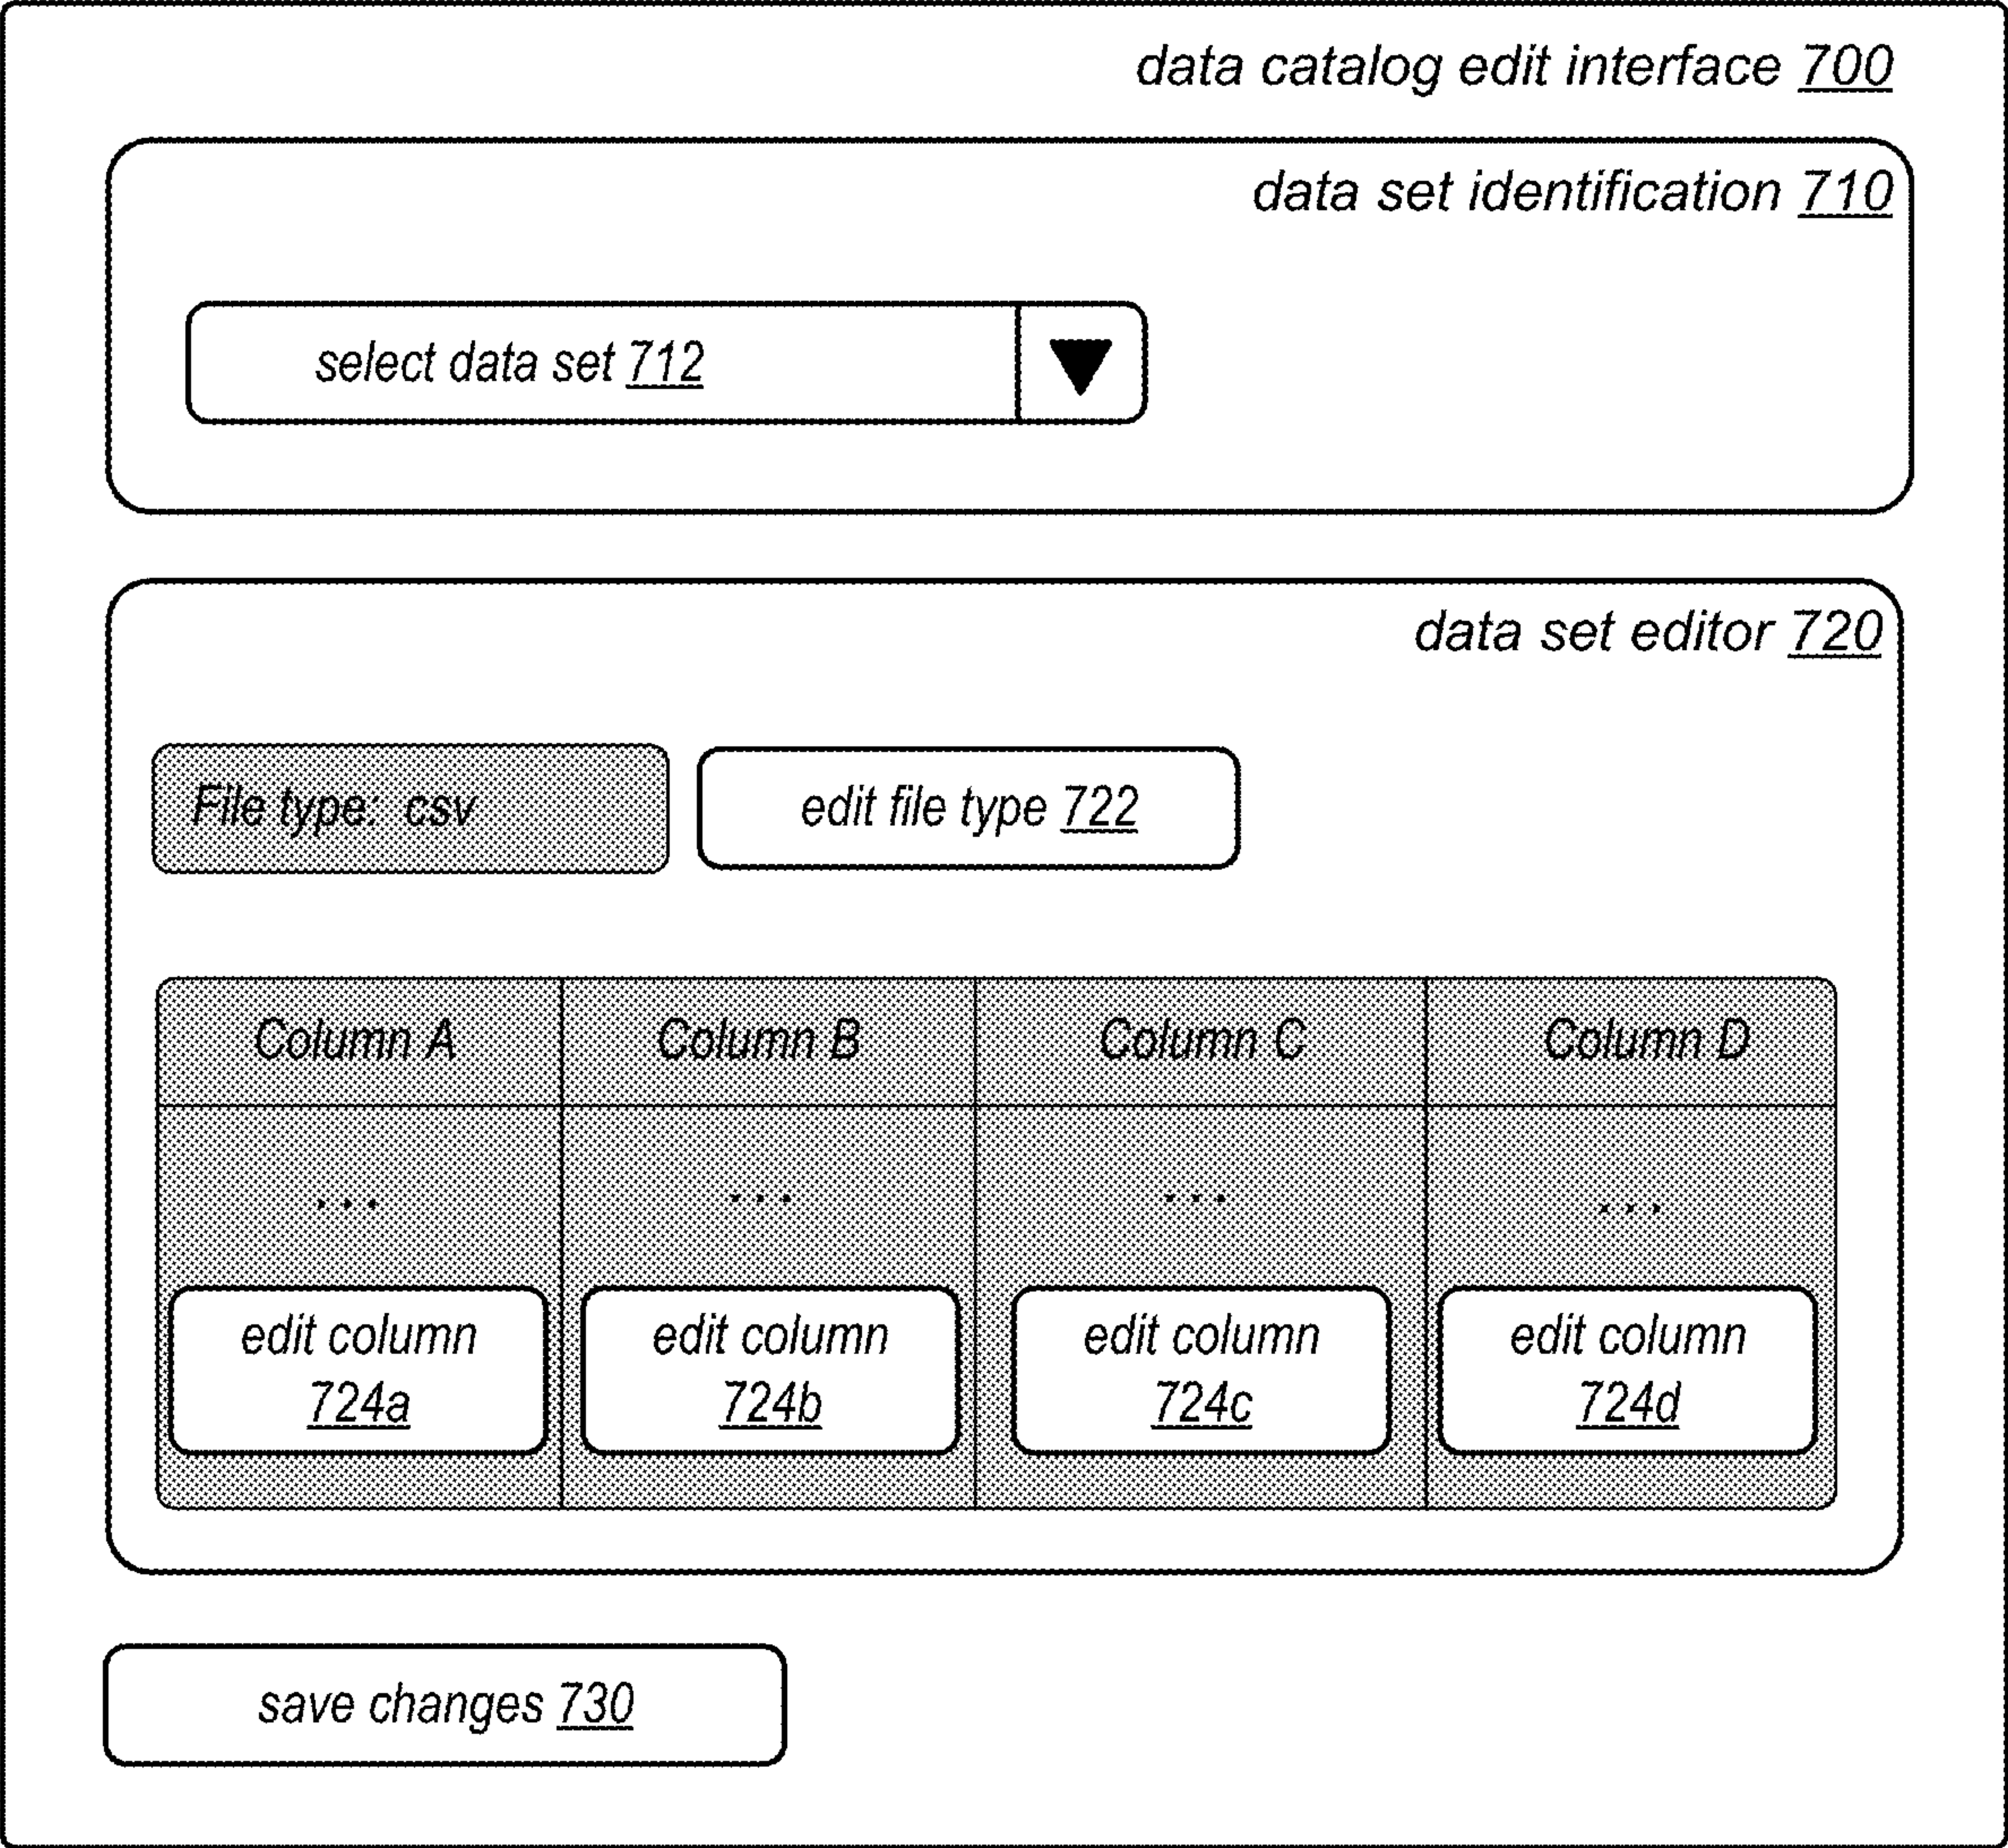 data catalog edit interface 700
data set identification 710
select data set 712
data set editor 720
File type: csv
edit file type 722
Column A
Column B
Column C
Column D
...
...
...
...
edit column
724a
edit column
724b
edit column
724c
edit column
724d
save changes 730